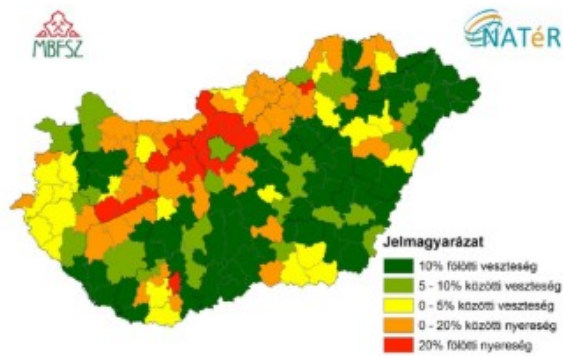 MBFSZ
NATéR
Jelmagyarázat
10% fölötti veszteség
5 - 10% közötti veszteség
0 - 5% közötti veszteség
0 - 20% közötti nyereség
20% fölötti nyereség